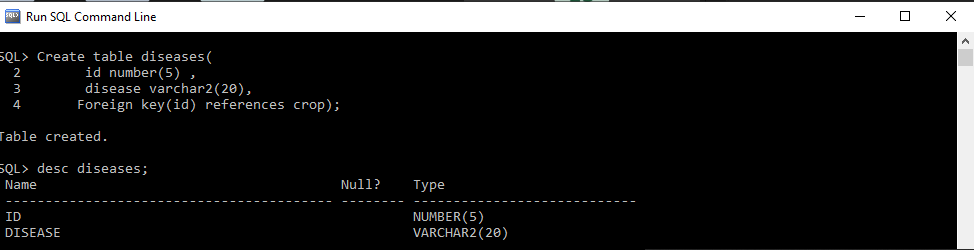 Run SQL Command Line
SQL> Create table diseases(
  2        id number(5) ,
  3        disease varchar2(20),
  4       Foreign key(id) references crop);
Table created.
SQL> desc diseases;
 Name                                      Null?    Type
 ----------------------------------------- -------- ----------------------------
 ID                                                 NUMBER(5)
 DISEASE                                            VARCHAR2(20)